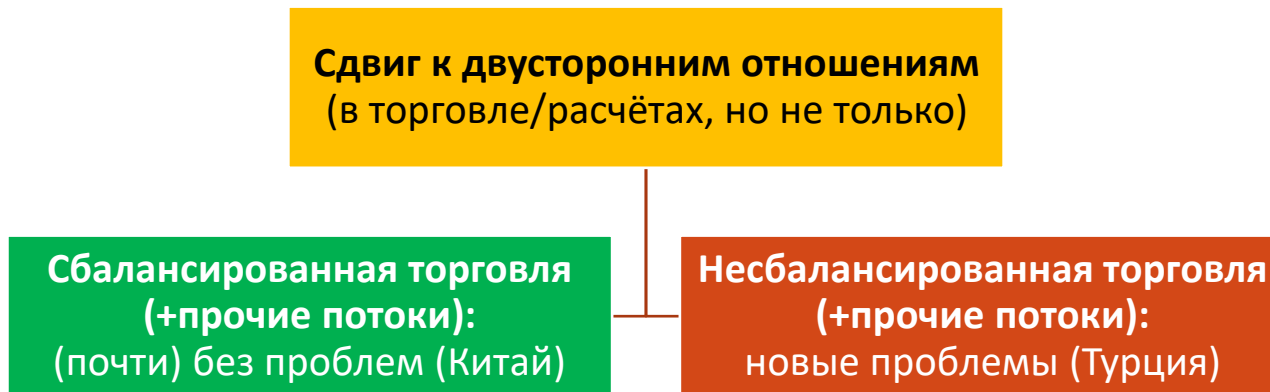 Сдвиг к двусторонним отношениям
(в торговле/расчётах, но не только)
Сбалансированная торговля
(+прочие потоки):
(почти) без проблем (Китай)
Несбалансированная торговля
(+прочие потоки):
новые проблемы (Турция)